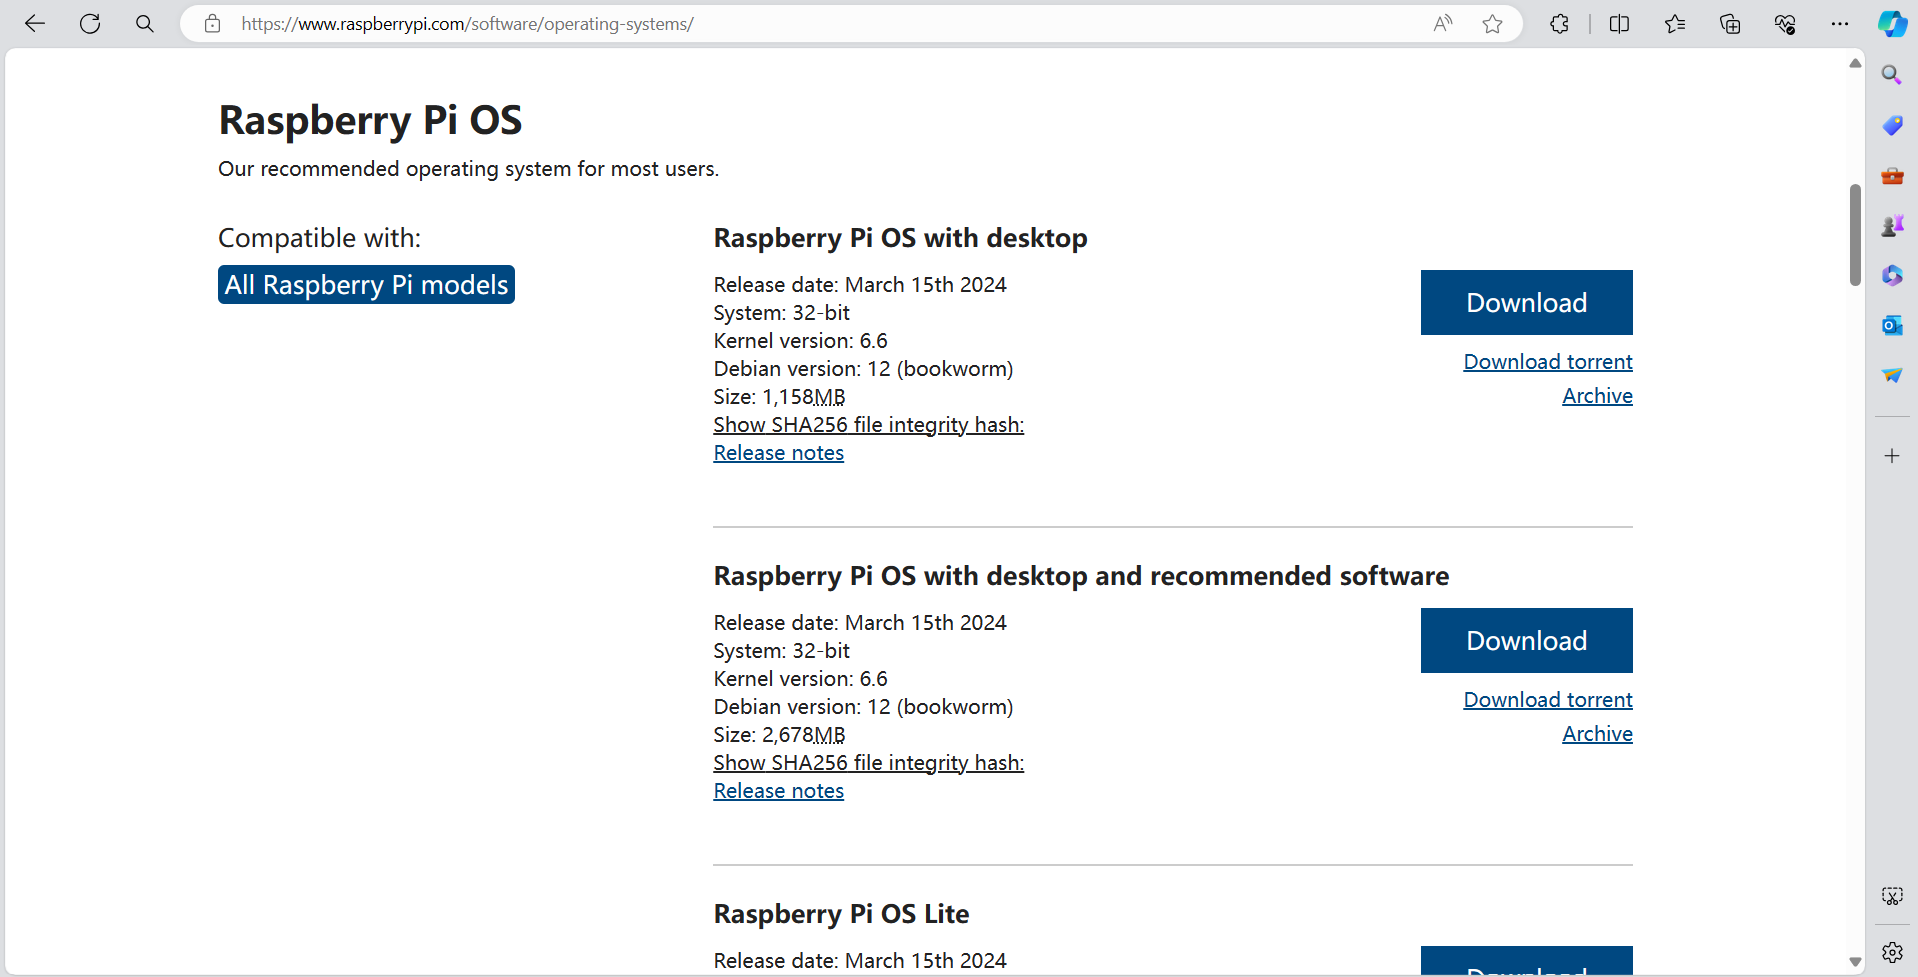 https://www.raspberrypi.com/software/operating-systems/
Raspberry Pi OS
Our recommended operating system for most users.
Compatible with:
All Raspberry Pi models
Raspberry Pi OS with desktop
Release date: March 15th 2024
System: 32-bit
Kernel version: 6.6
Debian version: 12 (bookworm)
Size: 1,158MB
Show SHA256 file integrity hash:
Release notes
Download
Download torrent
Archive
Raspberry Pi OS with desktop and recommended software
Release date: March 15th 2024
System: 32-bit
Kernel version: 6.6
Debian version: 12 (bookworm)
Size: 2,678MB
Show SHA256 file integrity hash:
Release notes
Download
Download torrent
Archive
Raspberry Pi OS Lite
Release date: March 15th 2024
Download